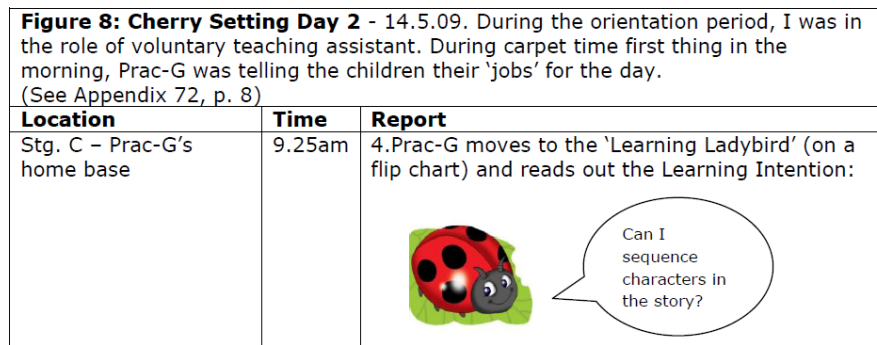 Figure 8: Cherry Setting Day 2 - 14.5.09. During the orientation period, I was in
the role of voluntary teaching assistant. During carpet time first thing in the
morning, Prac-G was telling the children their ‘jobs’ for the day.
(See Appendix 72, p. 8)
Location Time Report
Stg. C – Prac-G’s 9.25am 4.Prac-G moves to the ‘Learning Ladybird’ (on a
home base flip chart) and reads out the Learning Intention:
Can I
sequence
characters in
the story?